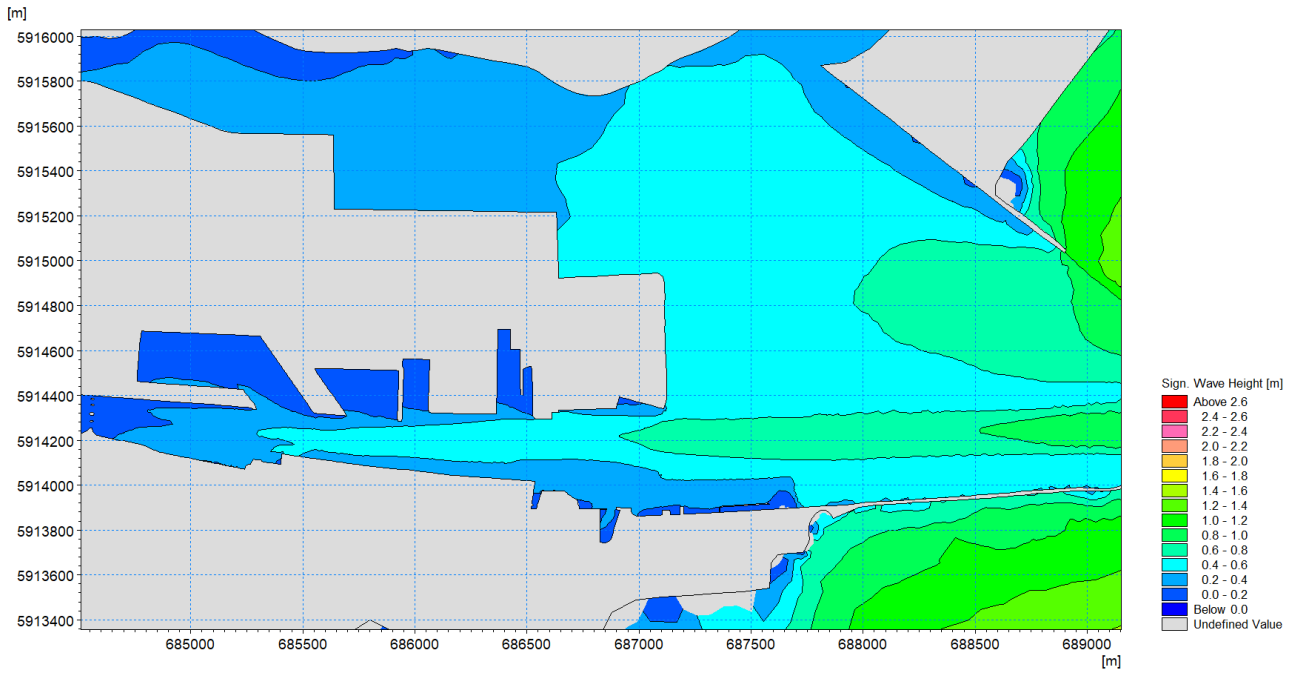 [m]
5916000
5915800
5915600
5915400
5915200
5915000
5914800
5914600
5914400
5914200
5914000
5913800
5913600
5913400
685000 685500 686000 686500 687000 687500 688000 688500 689000
[m]
Sign. Wave Height [m]
Above 2.6
2.4 - 2.6
2.2 - 2.4
2.0 - 2.2
1.8 - 2.0
1.6 - 1.8
1.4 - 1.6
1.2 - 1.4
1.0 - 1.2
0.8 - 1.0
0.6 - 0.8
0.4 - 0.6
0.2 - 0.4
0.0 - 0.2
Below 0.0
Undefined Value